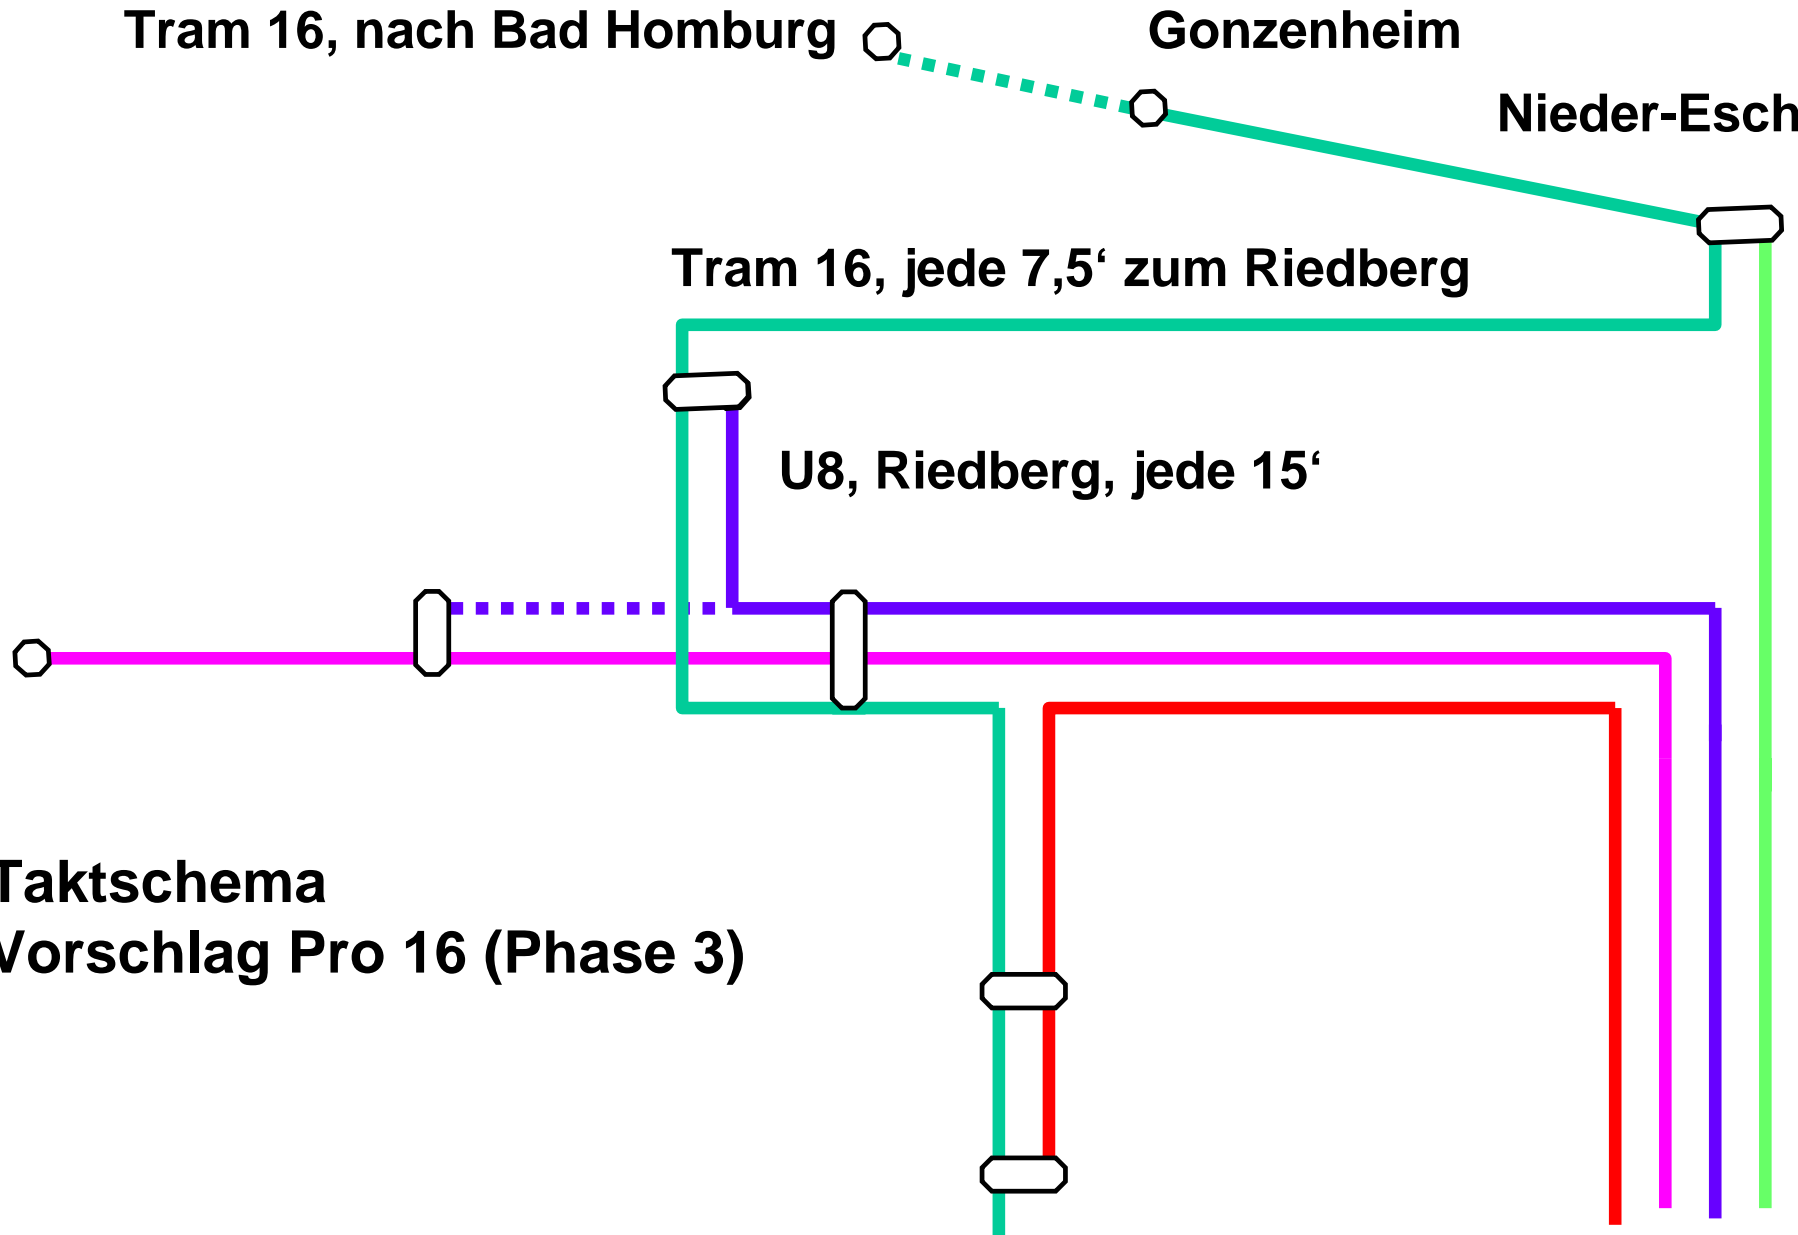 Tram 16, nach Bad Homburg
Gonzenheim
Nieder-Esch
Tram 16, jede 7,5‘ zum Riedberg
U8, Riedberg, jede 15‘
Taktschema
Vorschlag Pro 16 (Phase 3)